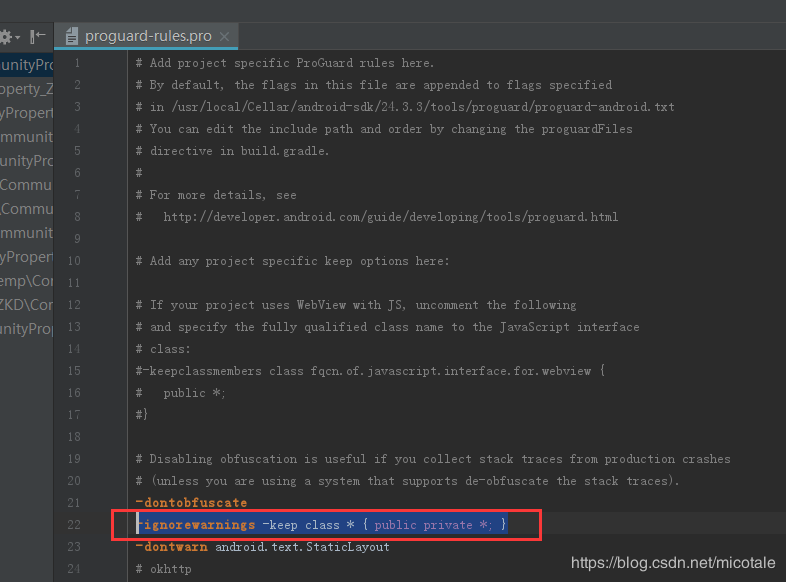 proguard-rules.pro
unityPro
1 # Add project specific ProGuard rules here.
operty_Z
2 # By default, the flags in this file are appended to flags specified
yPropert
3 # in /usr/local/Cellar/android-sdk/24.3.3/tools/proguard/proguard-android.txt
mmunit
4 # You can edit the include path and order by changing the proguardFiles
unityPro
5 # directive in build.gradle.
Commu
6 #
\Commu
7 # For more details, see
mmunit
8 #   http://developer.android.com/guide/developing/tools/proguard.html
yPropert
9
emp\Cor
10 # Add any project specific keep options here:
ZKD\Cor
11
unityProp
12 # If your project uses WebView with JS, uncomment the following
13 # and specify the fully qualified class name to the JavaScript interface
14 # class:
15 #-keepclassmembers class fqcn.of.javascript.interface.for.webview {
16 #   public *;
17 #}
18
19 # Disabling obfuscation is useful if you collect stack traces from production crashes
20 # (unless you are using a system that supports de-obfuscate the stack traces).
21 -dontobfuscate
22 -ignorewarnings -keep class * { public private *; }
23 -dontwarn android.text.StaticLayout
24 # okhttp
https://blog.csdn.net/micotale